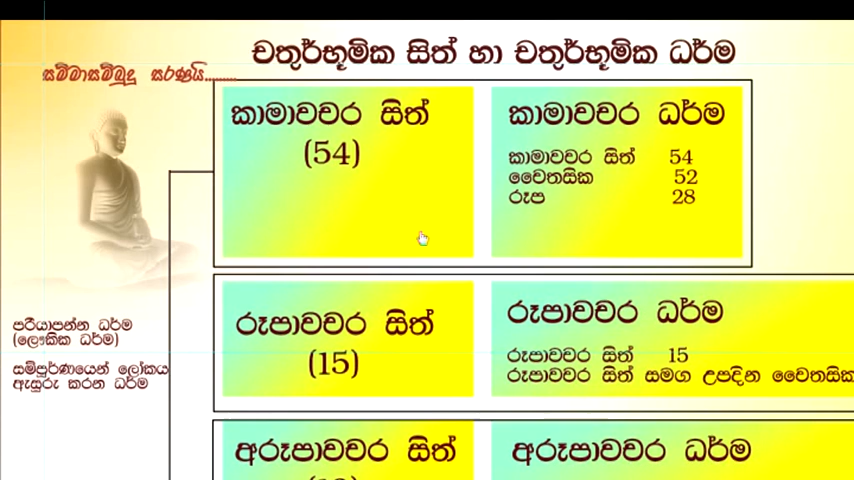 චතුර්භූමික සිත් හා චතුර්භූමික ධර්ම
සම්මාසම්බුදු සරණයි.........
කාමාවචර සිත්
(54)
කාමාවචර ධර්ම
කාමාවචර සිත් 54
චෛතසික 52
රූප 28
රූපාවචර සිත්
(15)
රූපාවචර ධර්ම
රූපාවචර සිත් 15
රූපාවචර සිත් සමග උපදින චෛතසික
පරියාපන්න ධර්ම
(ලෞකික ධර්ම)
සම්පූර්ණයෙන් ලෝකය
ඇසුරු කරන ධර්ම
අරූපාවචර සිත්
අරූපාවචර ධර්ම